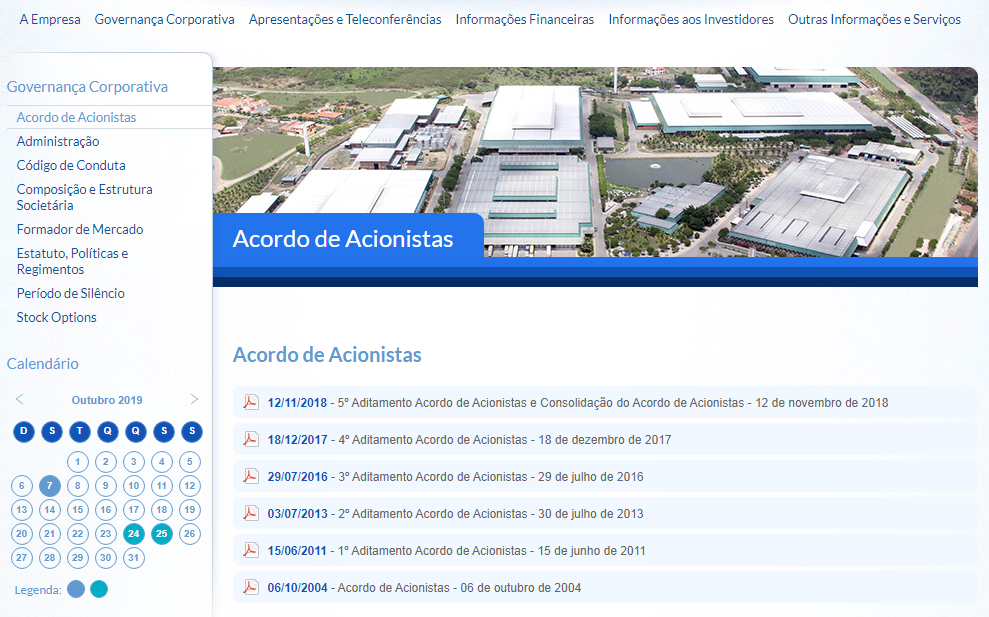 A Empresa Governança Corporativa Apresentações e Teleconferências Informações Financeiras Informações aos Investidores Outras Informações e Serviços
Governança Corporativa
Acordo de Acionistas
Administração
Código de Conduta
Composição e Estrutura
Societária
Formador de Mercado
Estatuto, Políticas e
Regimentos
Período de Silêncio
Stock Options
Calendário
< Outubro 2019 >
D S T Q Q S S
1 2 3 4 5
6 7 8 9 10 11 12
13 14 15 16 17 18 19
20 21 22 23 24 25 26
27 28 29 30 31
Legenda:
Acordo de Acionistas
Acordo de Acionistas
12/11/2018 - 5º Aditamento Acordo de Acionistas e Consolidação do Acordo de Acionistas - 12 de novembro de 2018
18/12/2017 - 4º Aditamento Acordo de Acionistas - 18 de dezembro de 2017
29/07/2016 - 3º Aditamento Acordo de Acionistas - 29 de julho de 2016
03/07/2013 - 2º Aditamento Acordo de Acionistas - 30 de julho de 2013
15/06/2011 - 1º Aditamento Acordo de Acionistas - 15 de junho de 2011
06/10/2004 - Acordo de Acionistas - 06 de outubro de 2004